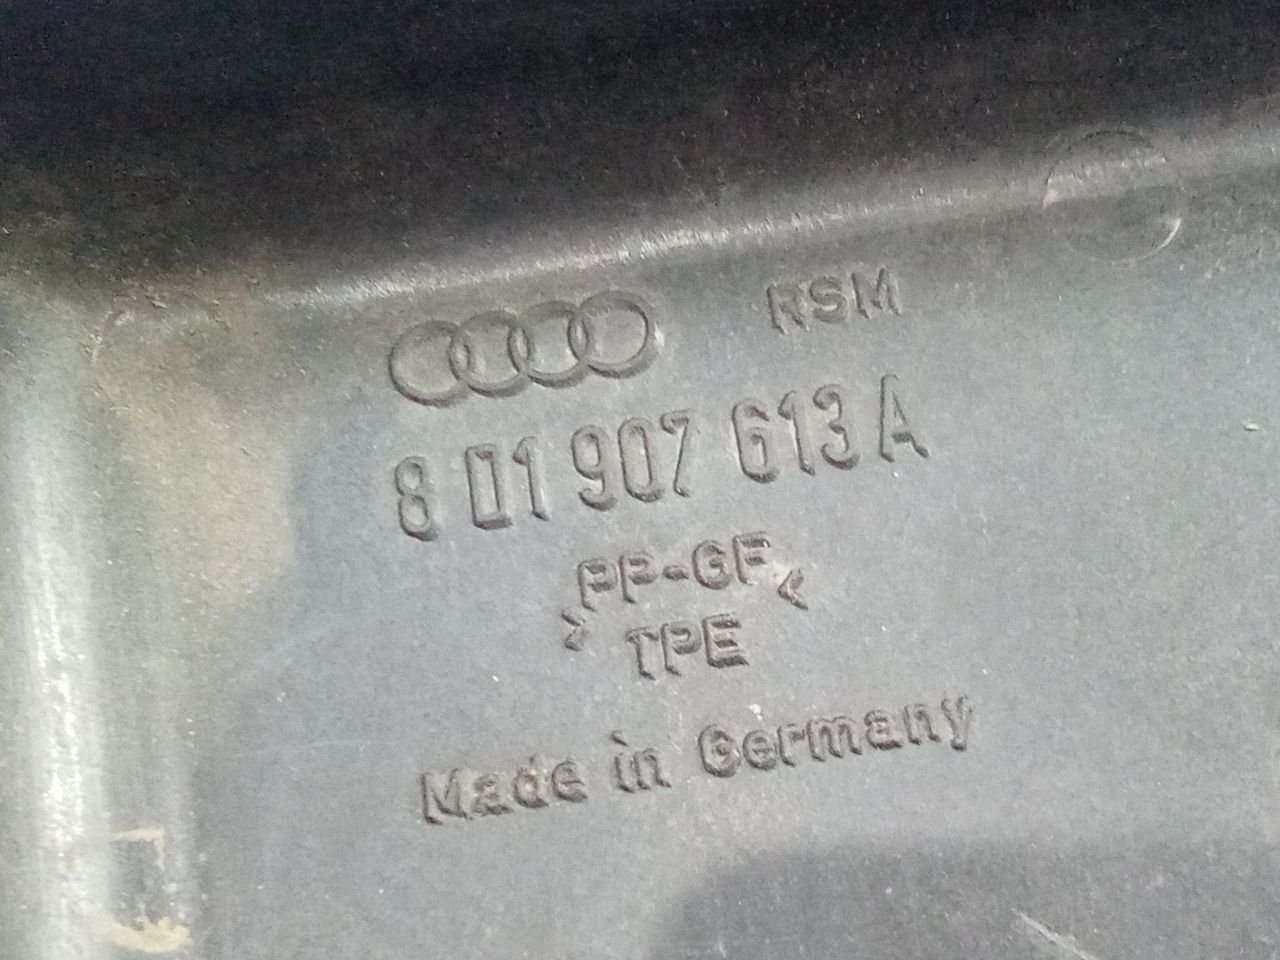 RSM
8 D1 907 613 A
>PP-GF<
TPE
Made in Germany